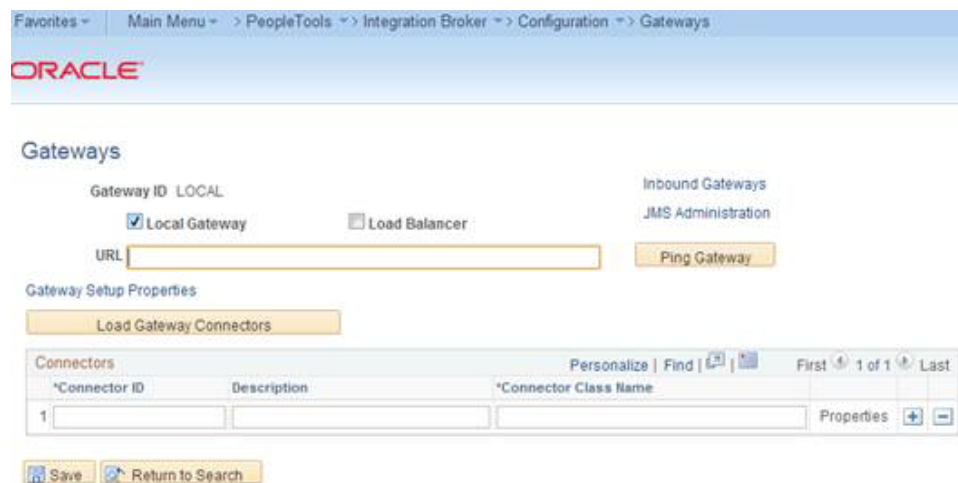 Favorites Main Menu > PeopleTools > Integration Broker > Configuration > Gateways
ORACLE
Gateways
Gateway ID LOCAL
Inbound Gateways
Local Gateway Load Balancer
JMS Administration
URL
Ping Gateway
Gateway Setup Properties
Load Gateway Connectors
Connectors Personalize | Find | | First 1 of 1 Last
*Connector ID Description *Connector Class Name
1 Properties + -
Save Return to Search